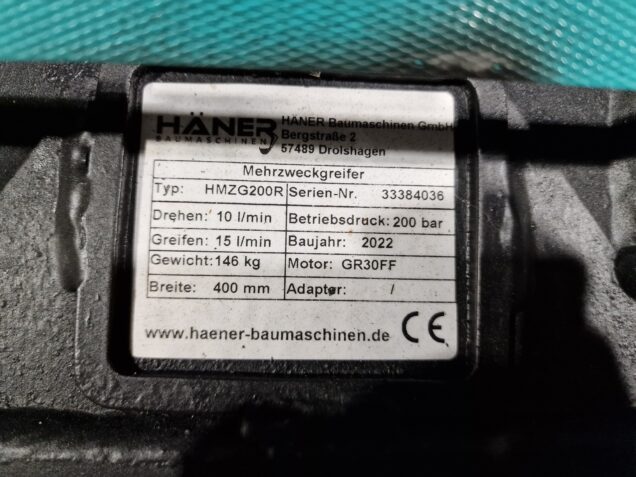 HÄNER
BAUMASCHINEN
HÄNER Baumaschinen GmbH
Bergstraße 2
57489 Drolshagen
Mehrzweckgreifer
Typ: HMZG200R Serien-Nr. 33384036
Drehen: 10 l/min Betriebsdruck: 200 bar
Greifen: 15 l/min Baujahr: 2022
Gewicht: 146 kg Motor: GR30FF
Breite: 400 mm Adapter: /
www.haener-baumaschinen.de CE